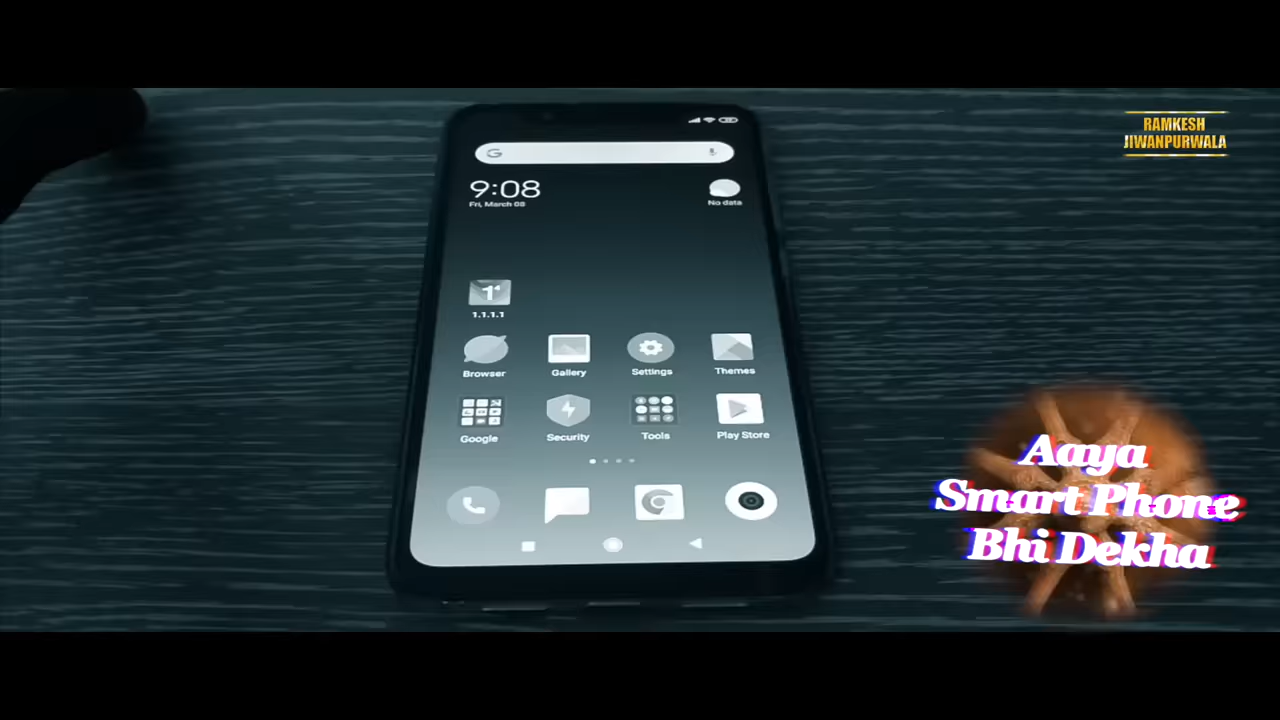 9:08
Fri, March 08
No data
1.1.1.1
Browser
Gallery
Settings
Themes
Google
Security
Tools
Play Store
RAMKESH
JIWANPURWALA
Aaya
Smart Phone
Bhi Dekha